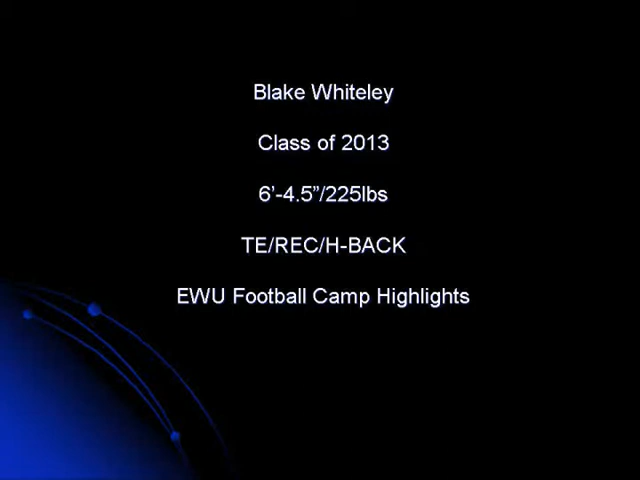 Blake Whiteley
Class of 2013
6’-4.5”/225lbs
TE/REC/H-BACK
EWU Football Camp Highlights